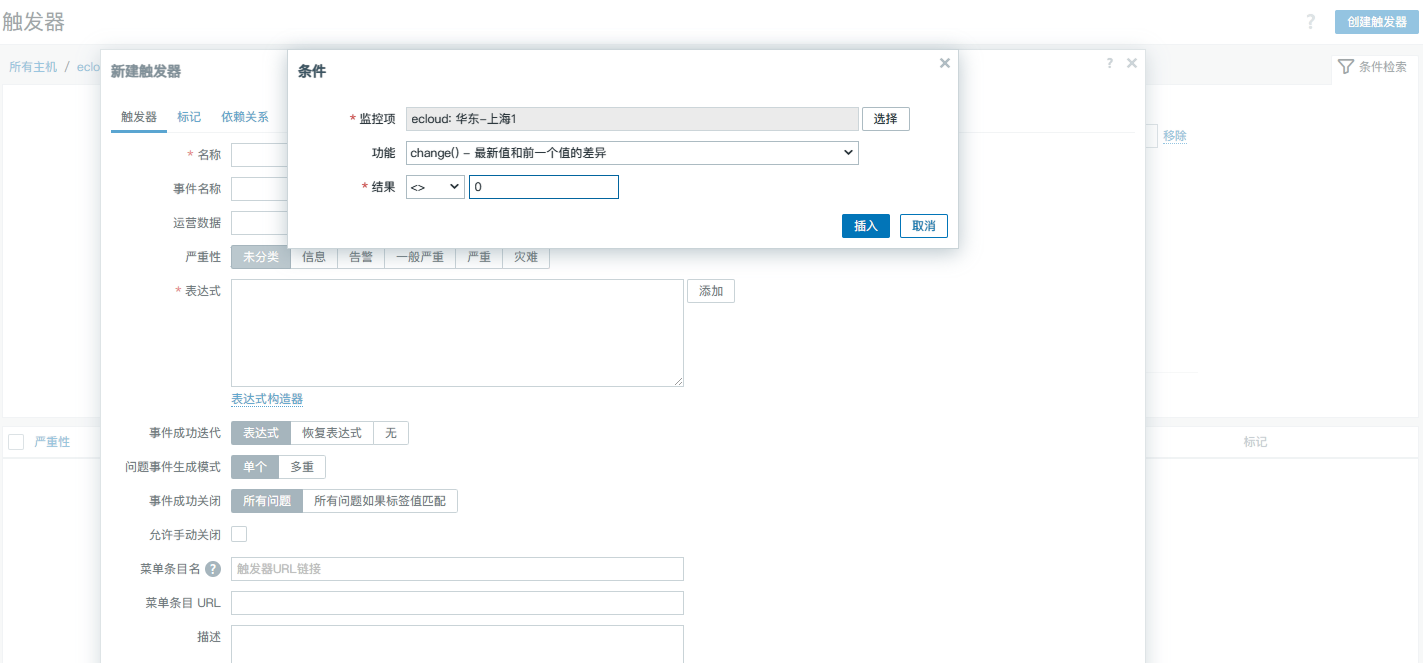 触发器
? 创建触发器
所有主机 / eclo
条件检索
新建触发器
条件
触发器 标记 依赖关系
* 监控项 ecloud: 华东-上海1 选择
功能 change() - 最新值和前一个值的差异
* 结果 <> 0
插入 取消
移除
* 名称
事件名称
运营数据
严重性 未分类 信息 告警 一般严重 严重 灾难
* 表达式 添加
表达式构造器
事件成功迭代 表达式 恢复表达式 无
严重性 标记
问题事件生成模式 单个 多重
事件成功关闭 所有问题 所有问题如果标签值匹配
允许手动关闭
菜单条目名 ? 触发器URL链接
菜单条目 URL
描述